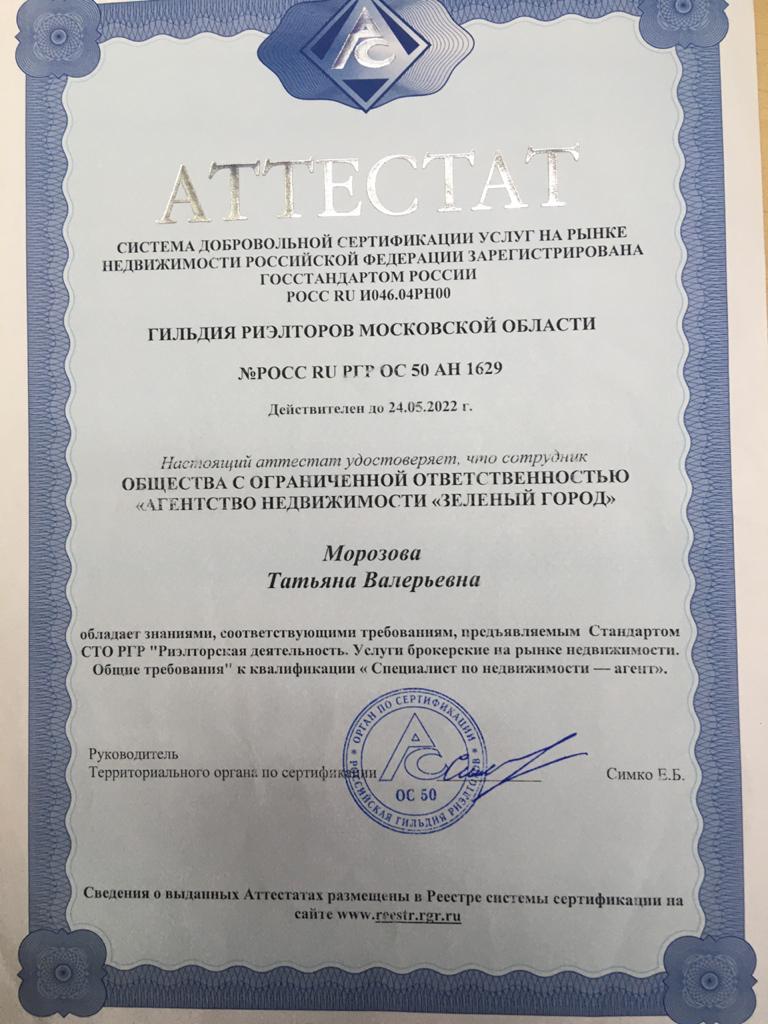 АС
АТТЕСТАТ
СИСТЕМА ДОБРОВОЛЬНОЙ СЕРТИФИКАЦИИ УСЛУГ НА РЫНКЕ
НЕДВИЖИМОСТИ РОССИЙСКОЙ ФЕДЕРАЦИИ ЗАРЕГИСТРИРОВАНА
ГОССТАНДАРТОМ РОССИИ
РОСС RU И046.04РН00
ГИЛЬДИЯ РИЭЛТОРОВ МОСКОВСКОЙ ОБЛАСТИ
№РОСС RU РГР ОС 50 АН 1629
Действителен до 24.05.2022 г.
Настоящий аттестат удостоверяет, что сотрудник
ОБЩЕСТВА С ОГРАНИЧЕННОЙ ОТВЕТСТВЕННОСТЬЮ
«АГЕНТСТВО НЕДВИЖИМОСТИ «ЗЕЛЕНЫЙ ГОРОД»
Морозова
Татьяна Валерьевна
обладает знаниями, соответствующими требованиям, предъявляемым Стандартом
СТО РГР "Риэлторская деятельность. Услуги брокерские на рынке недвижимости.
Общие требования" к квалификации « Специалист по недвижимости — агент».
Руководитель
Территориального органа по сертификации
Симко Е.Б.
ОРГАН ПО СЕРТИФИКАЦИИ
РОССИЙСКАЯ ГИЛЬДИЯ РИЭЛТОРОВ
АС
ОС 50
Сведения о выданных Аттестатах размещены в Реестре системы сертификации на
сайте www.reestr.rgr.ru